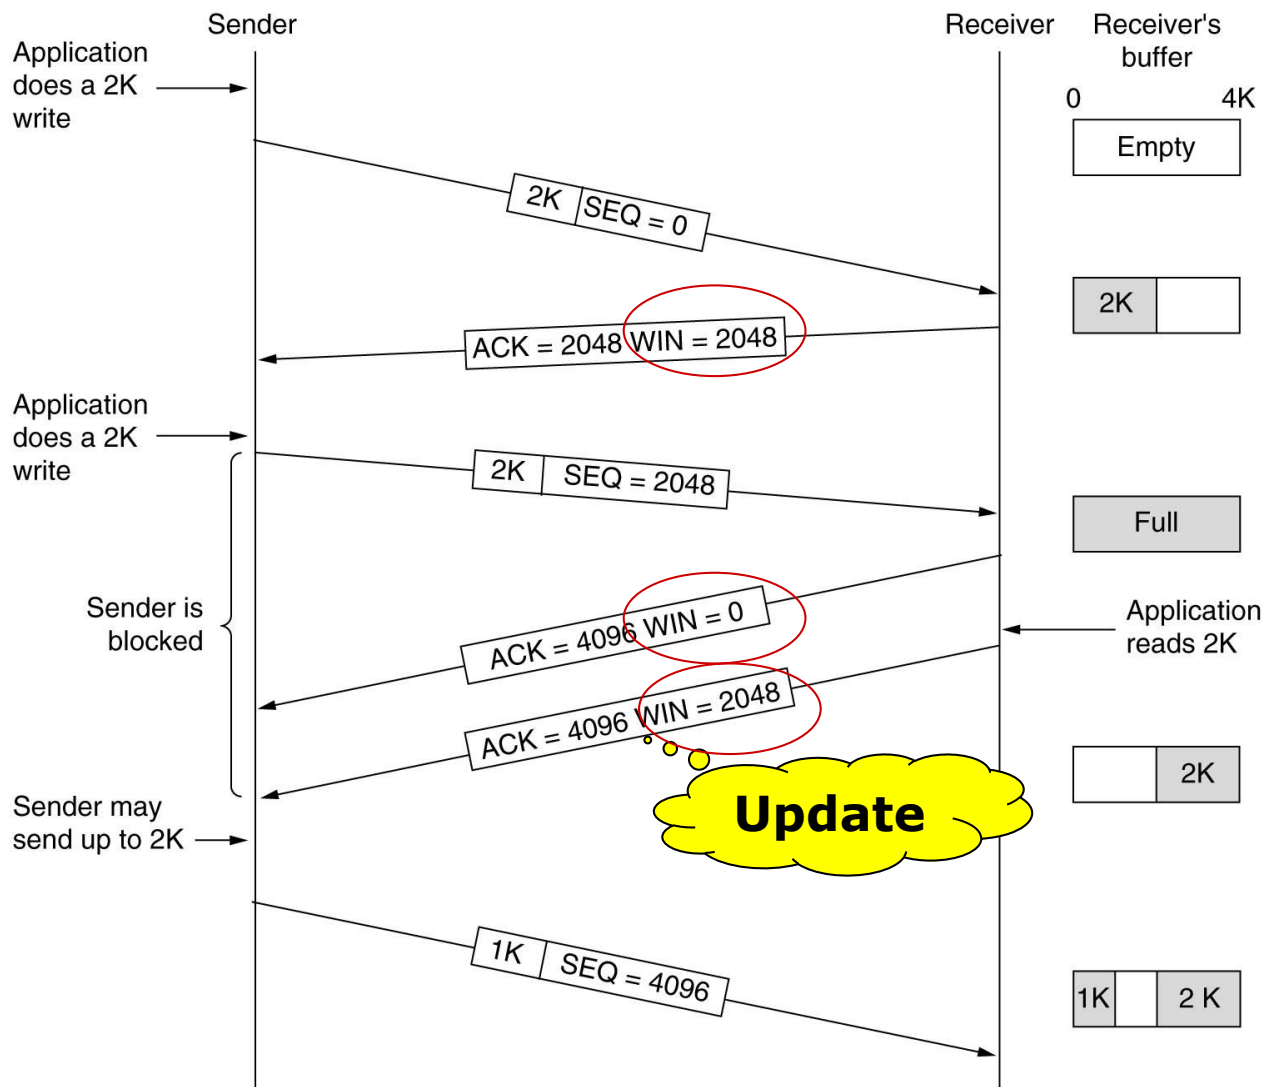 Sender
Receiver
Receiver's
buffer
Application
does a 2K
write
0
4K
Empty
2K
SEQ = 0
2K
ACK = 2048 WIN = 2048
Application
does a 2K
write
2K
SEQ = 2048
Full
Sender is
blocked
ACK = 4096 WIN = 0
Application
reads 2K
ACK = 4096 WIN = 2048
2K
Update
Sender may
send up to 2K
1K
SEQ = 4096
1K
2 K